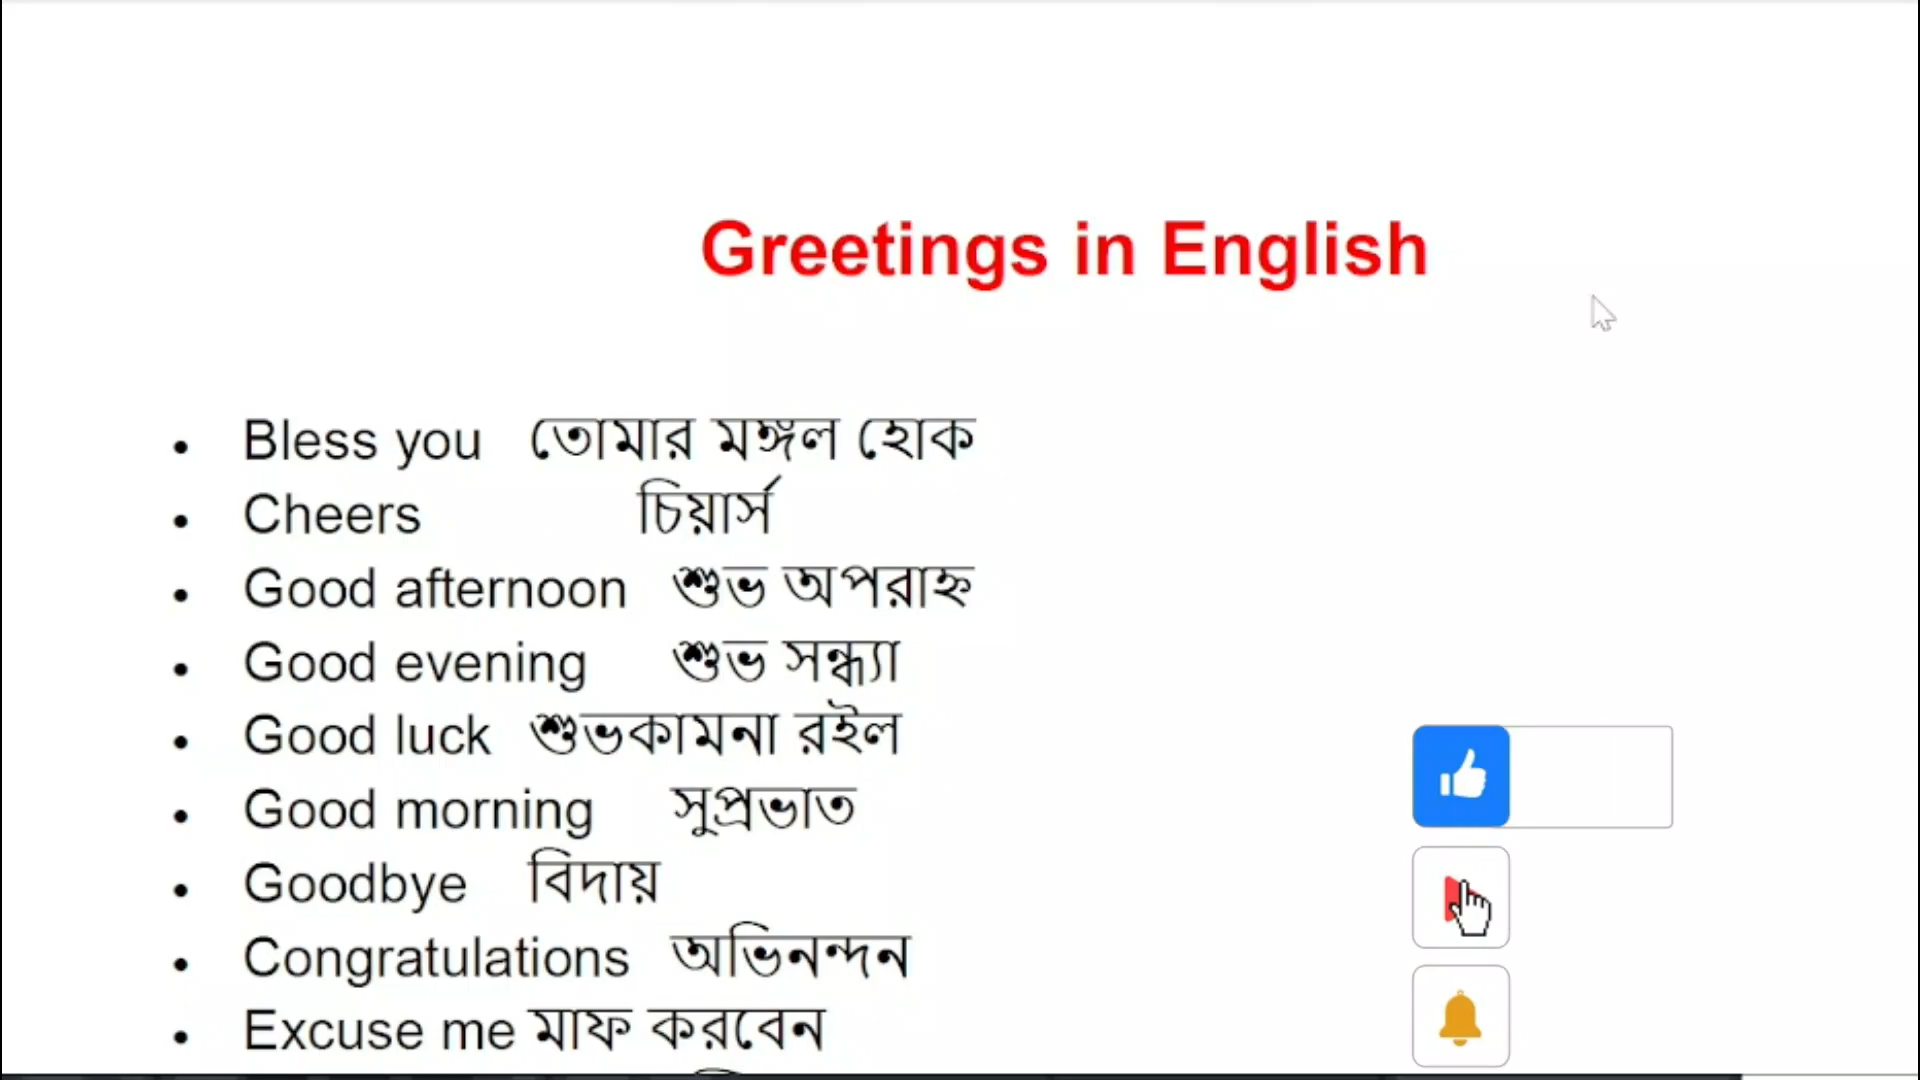 Greetings in English
Bless you তোমার মঙ্গল হোক
Cheers চিয়ার্স
Good afternoon শুভ অপরাহ্ন
Good evening শুভ সন্ধ্যা
Good luck শুভকামনা রইল
Good morning সুপ্রভাত
Goodbye বিদায়
Congratulations অভিনন্দন
Excuse me মাফ করবেন